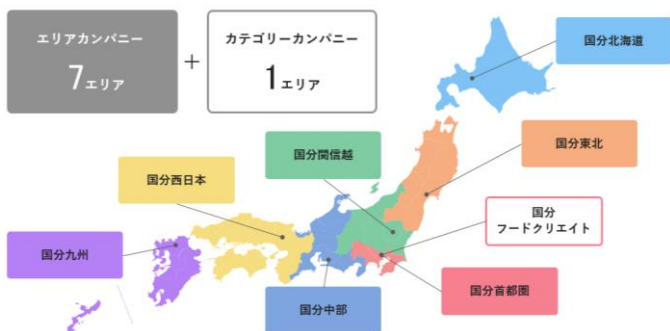 エリアカンパニー
7エリア
+
カテゴリーカンパニー
1エリア
国分北海道
国分関信越
国分東北
国分西日本
国分
フードクリエイト
国分九州
国分首都圏
国分中部